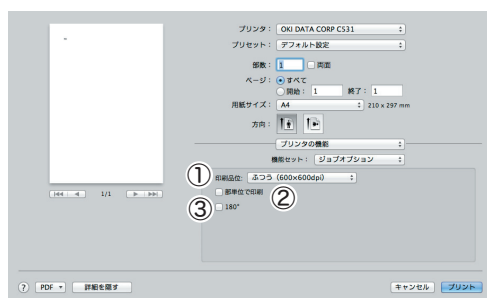 プリンタ： OKI DATA CORP C531
プリセット： デフォルト設定
部数： 1 両面
ページ： すべて
開始： 1 終了： 1
用紙サイズ： A4 210 x 297 mm
方向：
プリンタの機能
機能セット： ジョブオプション
① 印刷品位: ふつう (600x600dpi)
部単位で印刷 ②
③ 180°
1/1
? PDF 詳細を隠す キャンセル プリント